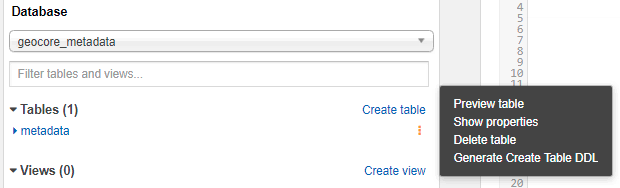 Database
geocore_metadata
Filter tables and views...
Tables (1)
Create table
metadata
Views (0)
Create view
4
5
6
7
8
9
10
11
20
Preview table
Show properties
Delete table
Generate Create Table DDL